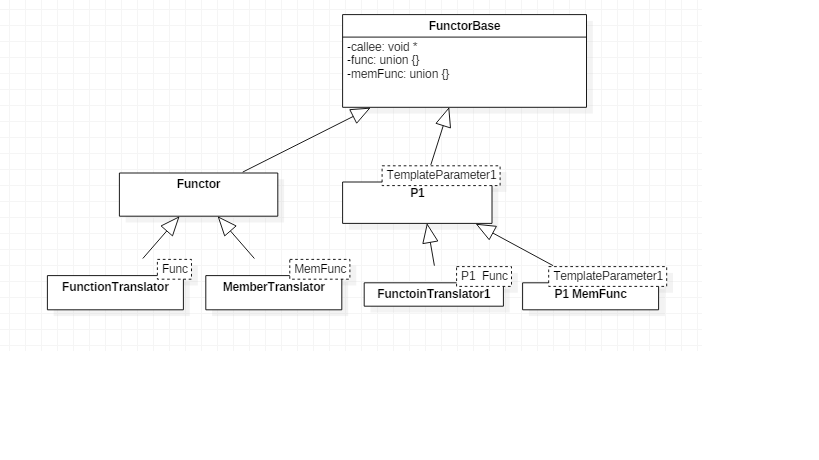 FunctorBase
-callee: void *
-func: union {}
-memFunc: union {}
TemplateParameter1
Functor
P1
Func
MemFunc
P1 Func
TemplateParameter1
FunctionTranslator
MemberTranslator
FunctoinTranslator1
P1 MemFunc